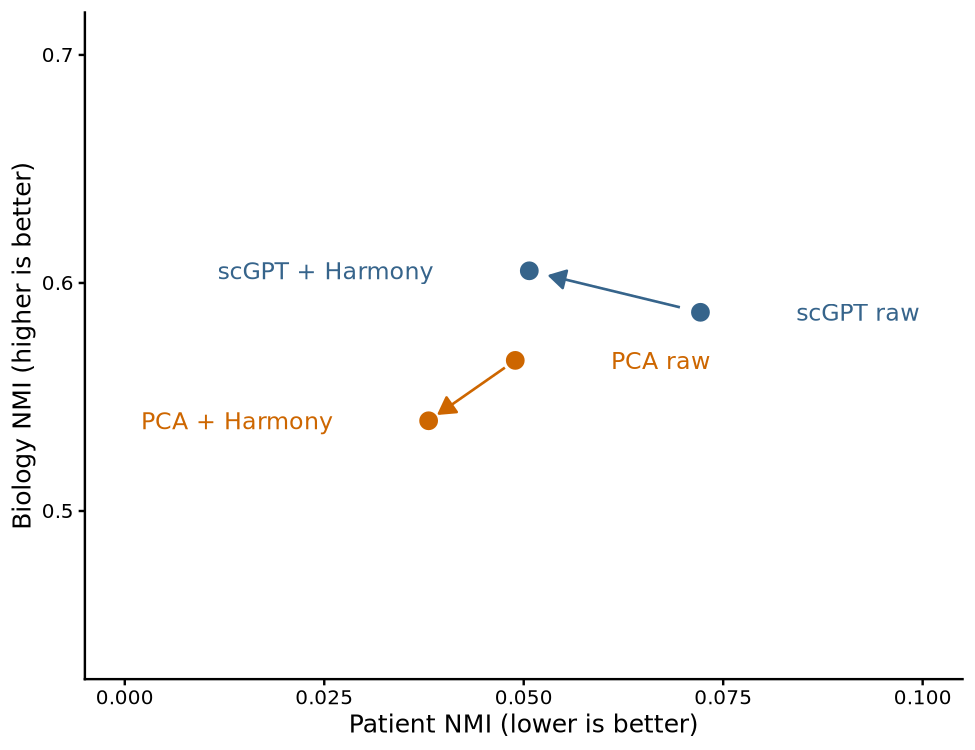 0.7
0.6
0.5
Biology NMI (higher is better)
scGPT + Harmony
scGPT raw
PCA raw
PCA + Harmony
0.000
0.025
0.050
0.075
0.100
Patient NMI (lower is better)